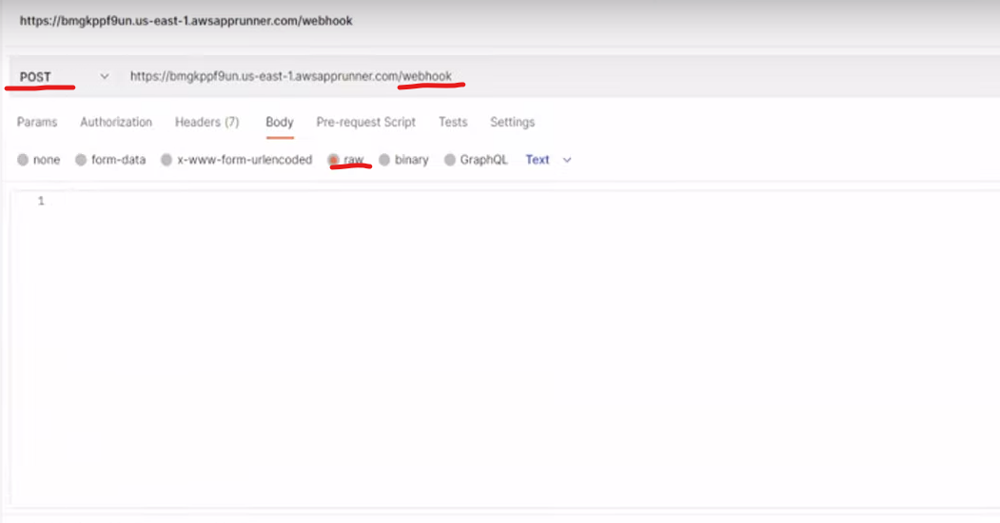 https://bmgkppf9un.us-east-1.awsapprunner.com/webhook
POST https://bmgkppf9un.us-east-1.awsapprunner.com/webhook
Params Authorization Headers (7) Body Pre-request Script Tests Settings
none form-data x-www-form-urlencoded raw binary GraphQL Text
1